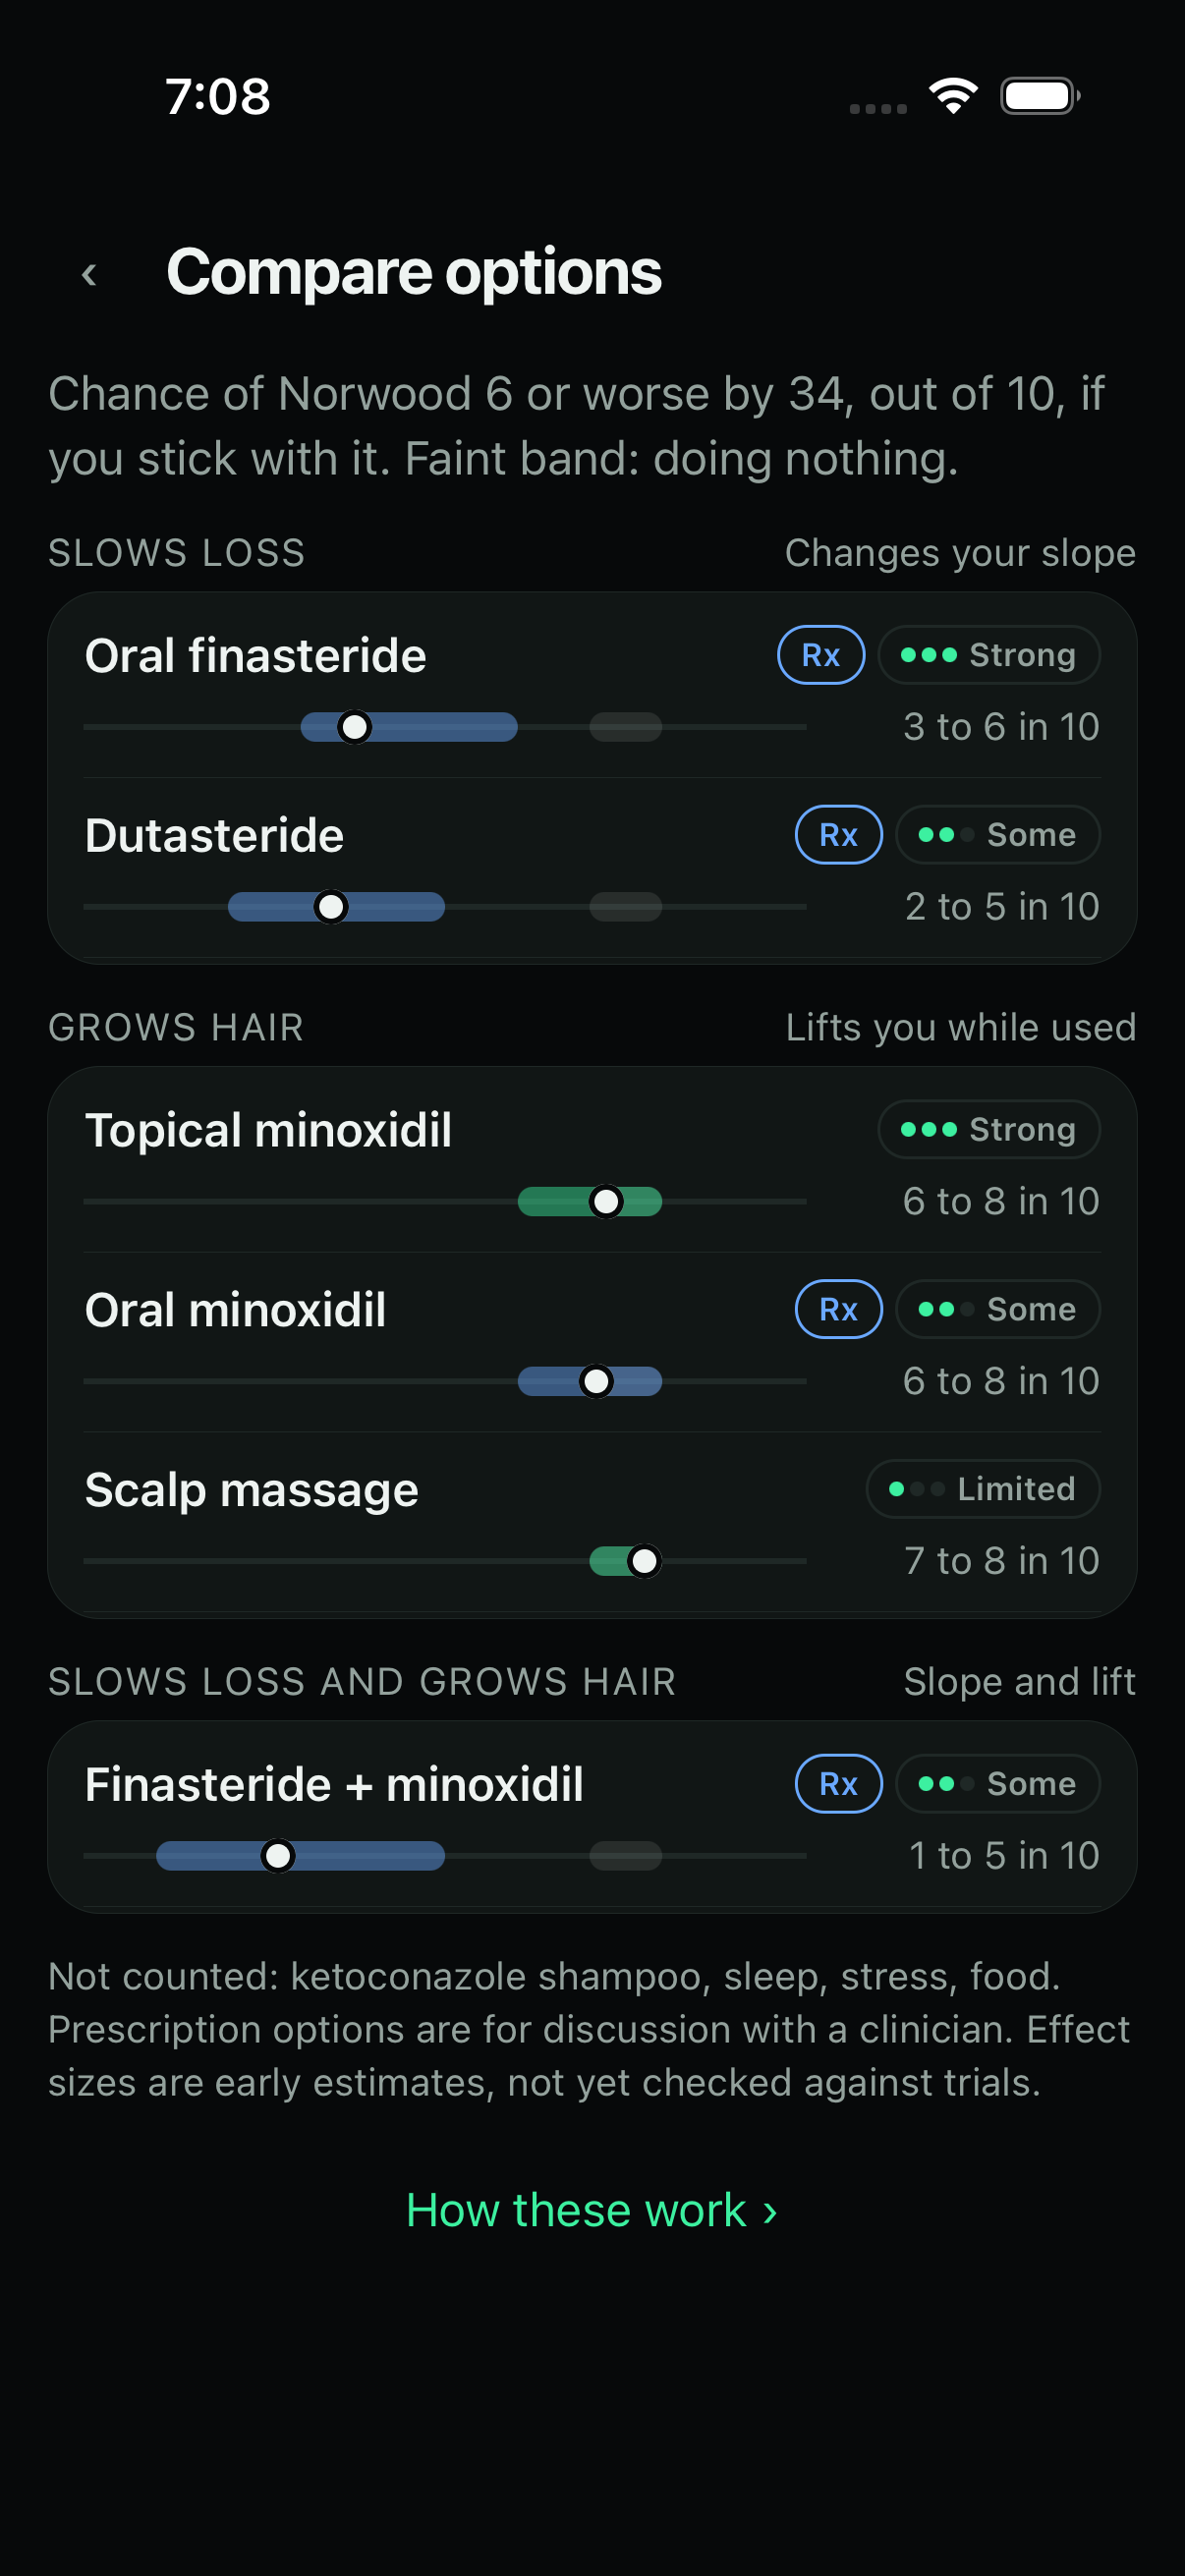 7:08
‹ Compare options
Chance of Norwood 6 or worse by 34, out of 10, if
you stick with it. Faint band: doing nothing.
SLOWS LOSS Changes your slope
Oral finasteride Rx Strong
3 to 6 in 10
Dutasteride Rx Some
2 to 5 in 10
GROWS HAIR Lifts you while used
Topical minoxidil Strong
6 to 8 in 10
Oral minoxidil Rx Some
6 to 8 in 10
Scalp massage Limited
7 to 8 in 10
SLOWS LOSS AND GROWS HAIR Slope and lift
Finasteride + minoxidil Rx Some
1 to 5 in 10
Not counted: ketoconazole shampoo, sleep, stress, food.
Prescription options are for discussion with a clinician. Effect
sizes are early estimates, not yet checked against trials.
How these work ›